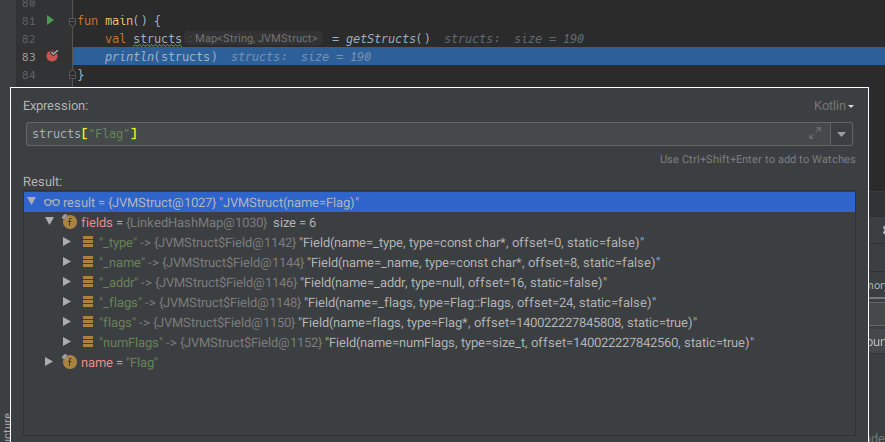 80
81 fun main() {
82 val structs : Map<String, JVMStruct> = getStructs() structs: size = 190
83 println(structs) structs: size = 190
84 }
Expression:
Kotlin
structs["Flag"]
Use Ctrl+Shift+Enter to add to Watches
Result:
result = {JVMStruct@1027} "JVMStruct(name=Flag)"
fields = {LinkedHashMap@1030} size = 6
"_type" -> {JVMStruct$Field@1142} "Field(name=_type, type=const char*, offset=0, static=false)"
"_name" -> {JVMStruct$Field@1144} "Field(name=_name, type=const char*, offset=8, static=false)"
"_addr" -> {JVMStruct$Field@1146} "Field(name=_addr, type=null, offset=16, static=false)"
"_flags" -> {JVMStruct$Field@1148} "Field(name=_flags, type=Flag::Flags, offset=24, static=false)"
"flags" -> {JVMStruct$Field@1150} "Field(name=flags, type=Flag*, offset=140022227845808, static=true)"
"numFlags" -> {JVMStruct$Field@1152} "Field(name=numFlags, type=size_t, offset=140022227842560, static=true)"
name = "Flag"